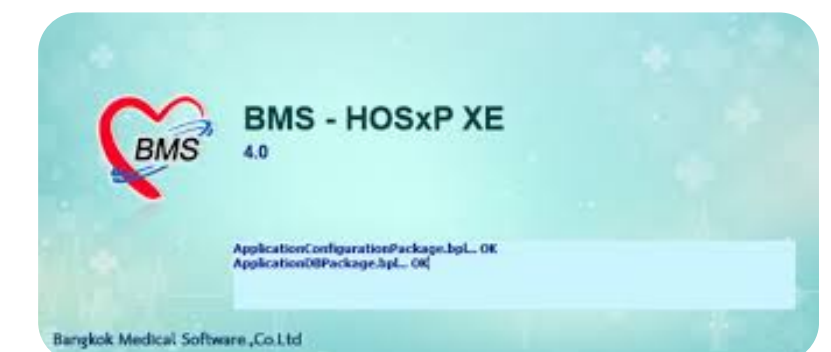 BMS
BMS - HOSxP XE
4.0
ApplicationConfigurationPackage.bpl... OK
ApplicationDBPackage.bpl... OK
Bangkok Medical Software.,Co.Ltd